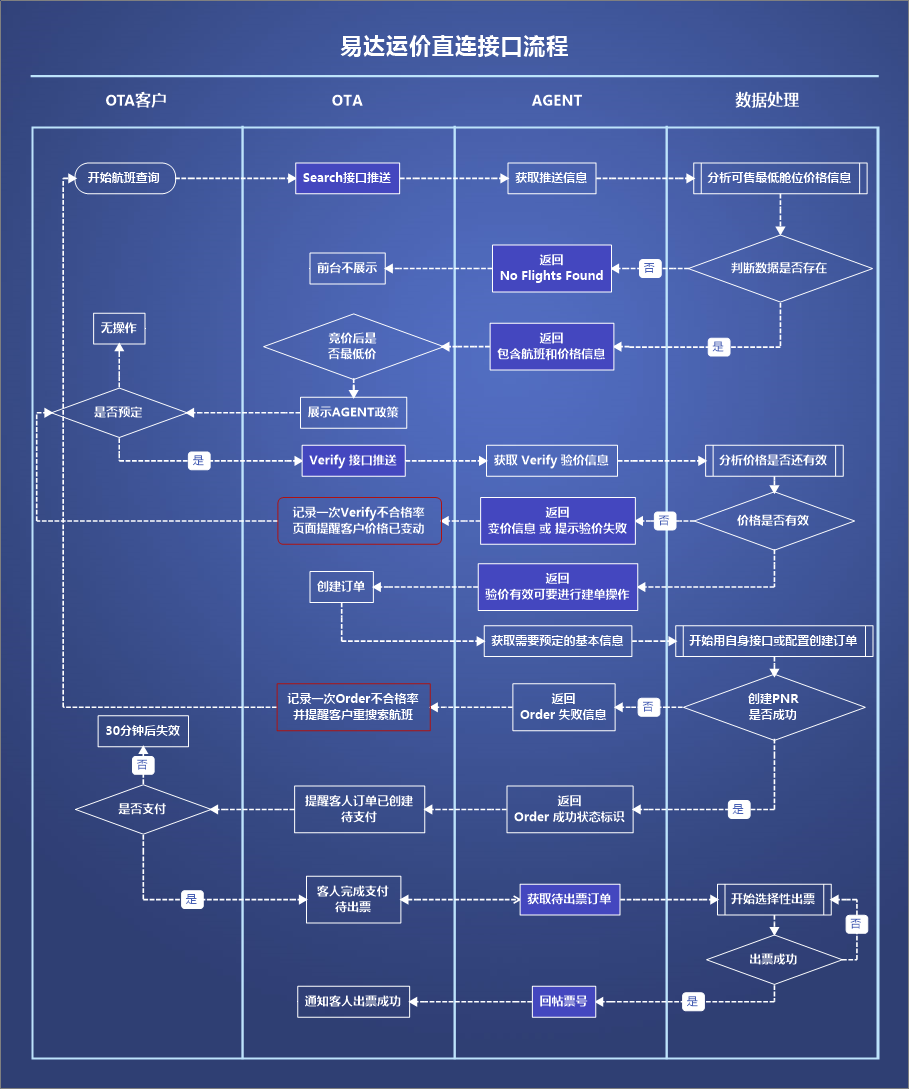 易达运价直连接口流程
OTA客户
OTA
AGENT
数据处理
开始航班查询
Search接口推送
获取推送信息
分析可售最低舱位价格信息
前台不展示
返回
No Flights Found
否
判断数据是否存在
无操作
竞价后是
否最低价
返回
包含航班和价格信息
是
是否预定
展示AGENT政策
是
Verify 接口推送
获取 Verify 验价信息
分析价格是否还有效
记录一次Verify不合格率
页面提醒客户价格已变动
返回
变价信息 或 提示验价失败
否
价格是否有效
创建订单
返回
验价有效可要进行建单操作
获取需要预定的基本信息
开始用自身接口或配置创建订单
记录一次Order不合格率
并提醒客户重搜索航班
返回
Order 失败信息
否
创建PNR
是否成功
30分钟后失效
否
是否支付
提醒客人订单已创建
待支付
返回
Order 成功状态标识
是
是
客人完成支付
待出票
获取待出票订单
开始选择性出票
否
出票成功
通知客人出票成功
回帖票号
是